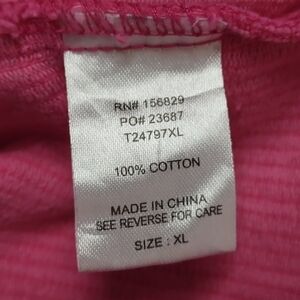 RN# 156829
PO# 23687
T24797XL
100% COTTON
MADE IN CHINA
SEE REVERSE FOR CARE
SIZE : XL